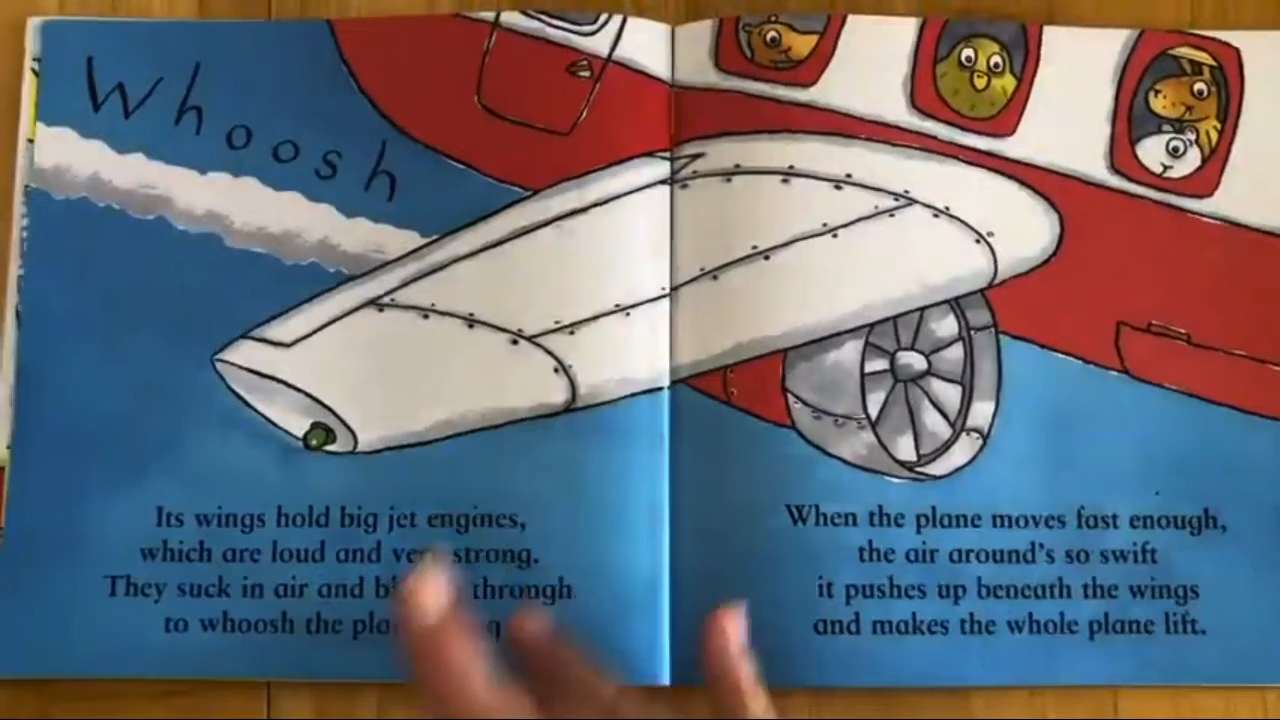 Whoosh
Its wings hold big jet engines,
which are loud and strong.
They suck in air and through
to whoosh the
When the plane moves fast enough,
the air around's so swift
it pushes up beneath the wings
and makes the whole plane lift.